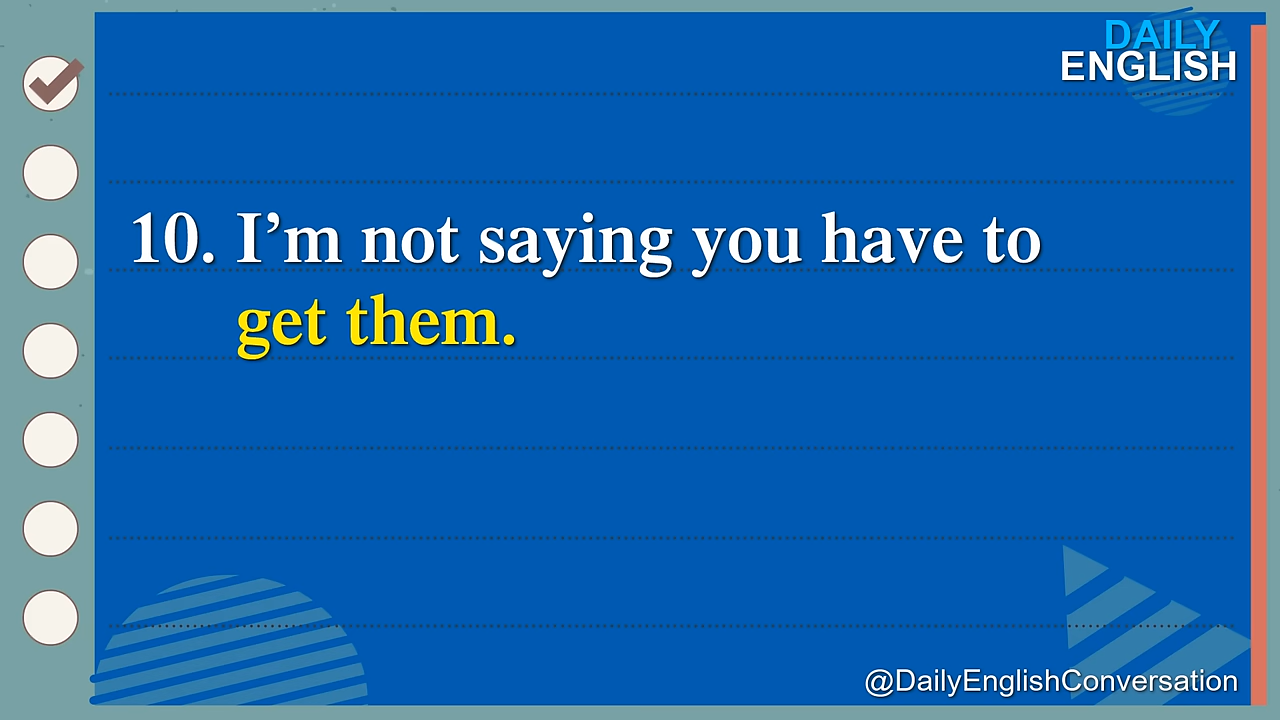 DAILY
ENGLISH
10. I’m not saying you have to
get them.
@DailyEnglishConversation